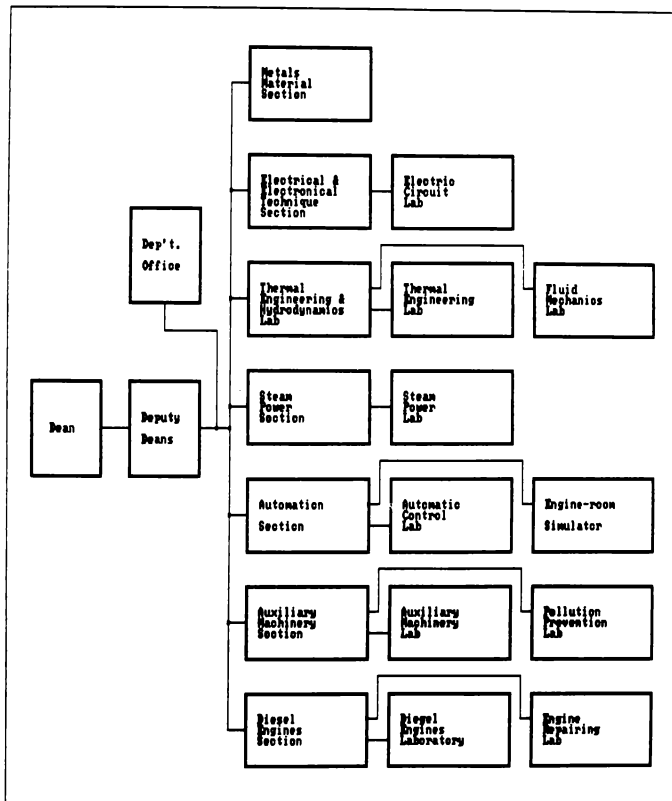 Metals
Material
Section
Electrical &
Electronical
Technique
Section
Electric
Circuit
Lab
Dep't.
Office
Thermal
Engineering &
Hydrodynamics
Lab
Thermal
Engineering
Lab
Fluid
Mechanics
Lab
Dean
Deputy
Deans
Steam
Power
Section
Steam
Power
Lab
Automation
Section
Automatic
Control
Lab
Engine-room
Simulator
Auxiliary
Machinery
Section
Auxiliary
Machinery
Lab
Pollution
Prevention
Lab
Diesel
Engines
Section
Diesel
Engines
Laboratory
Engine
Repairing
Lab